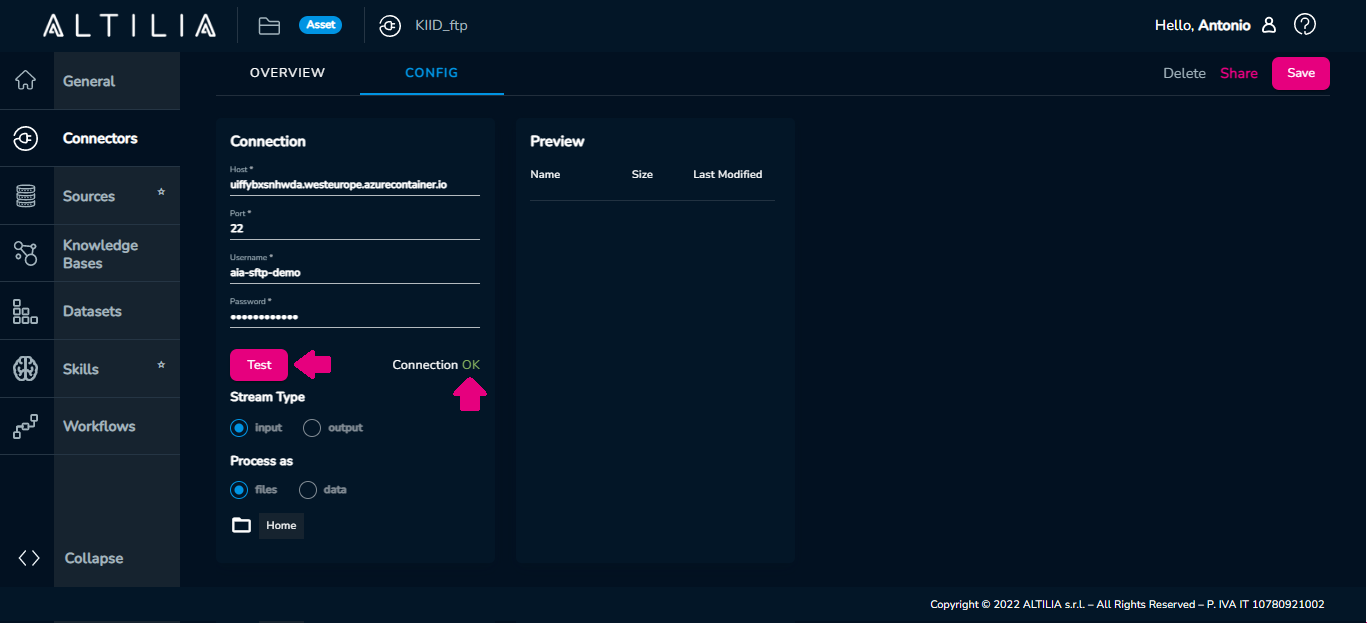 ALTILIA
Asset
KIID_ftp
Hello, Antonio
General
Connectors
Sources
Knowledge
Bases
Datasets
Skills
Workflows
Collapse
OVERVIEW
CONFIG
Delete
Share
Save
Connection
Host *
uiffybxsnhwda.westeurope.azurecontainer.io
Port *
22
Username *
aia-sftp-demo
Password *
••••••••••••
Test
Connection OK
Stream Type
input
output
Process as
files
data
Home
Preview
Name
Size
Last Modified
Copyright © 2022 ALTILIA s.r.l. – All Rights Reserved – P. IVA IT 10780921002